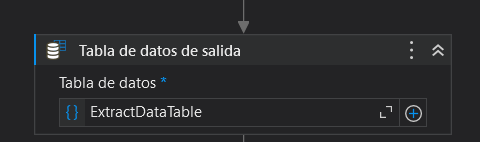 Tabla de datos de salida
Tabla de datos *
{} ExtractDataTable